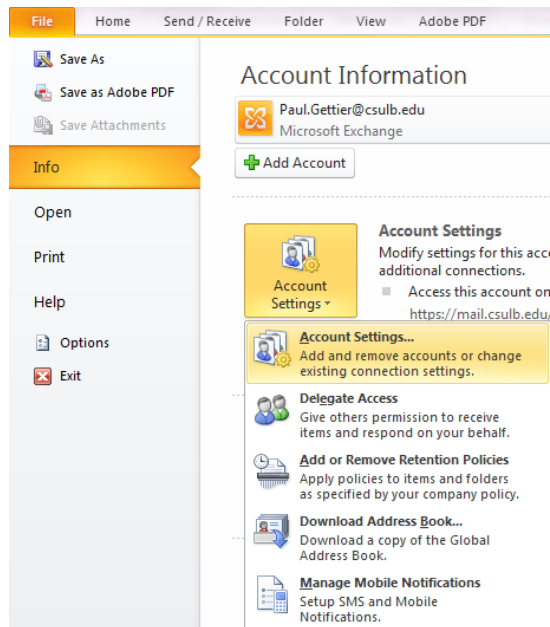 File Home Send / Receive Folder View Adobe PDF
Save As
Save as Adobe PDF
Save Attachments
Info
Open
Print
Help
Options
Exit
Account Information
Paul.Gettier@csulb.edu
Microsoft Exchange
Add Account
Account Settings
Account Settings
Modify settings for this acc
additional connections.
Access this account on
https://mail.csulb.edu/
Account Settings...
Add and remove accounts or change
existing connection settings.
Delegate Access
Give others permission to receive
items and respond on your behalf.
Add or Remove Retention Policies
Apply policies to items and folders
as specified by your company policy.
Download Address Book...
Download a copy of the Global
Address Book.
Manage Mobile Notifications
Setup SMS and Mobile
Notifications.